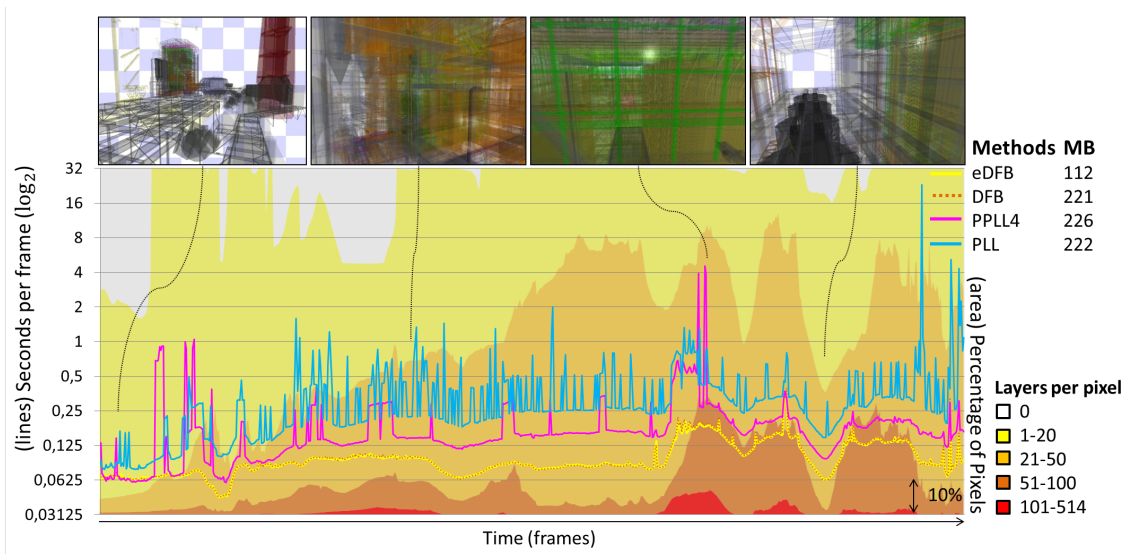 Methods MB
eDFB 112
DFB 221
PPLL4 226
PLL 222
(lines) Seconds per frame (log2)
32
16
8
4
2
1
0,5
0,25
0,125
0,0625
0,03125
(area) Percentage of Pixels
Layers per pixel
0
1-20
21-50
51-100
101-514
10%
Time (frames)